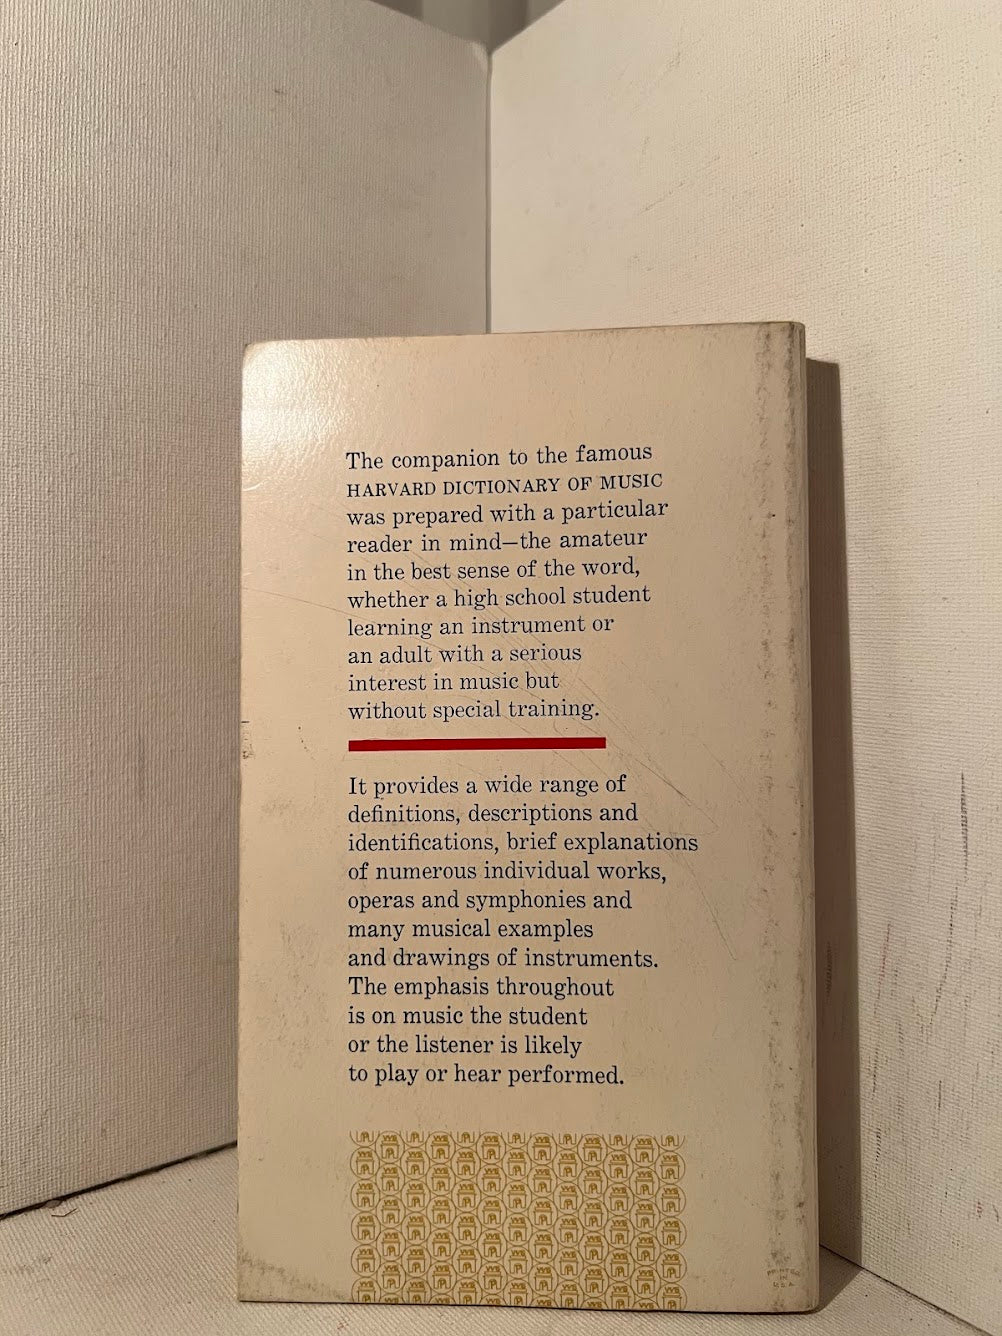 The companion to the famous
HARVARD DICTIONARY OF MUSIC
was prepared with a particular
reader in mind—the amateur
in the best sense of the word,
whether a high school student
learning an instrument or
an adult with a serious
interest in music but
without special training.
It provides a wide range of
definitions, descriptions and
identifications, brief explanations
of numerous individual works,
operas and symphonies and
many musical examples
and drawings of instruments.
The emphasis throughout
is on music the student
or the listener is likely
to play or hear performed.
PRINTED
IN
U.S.A